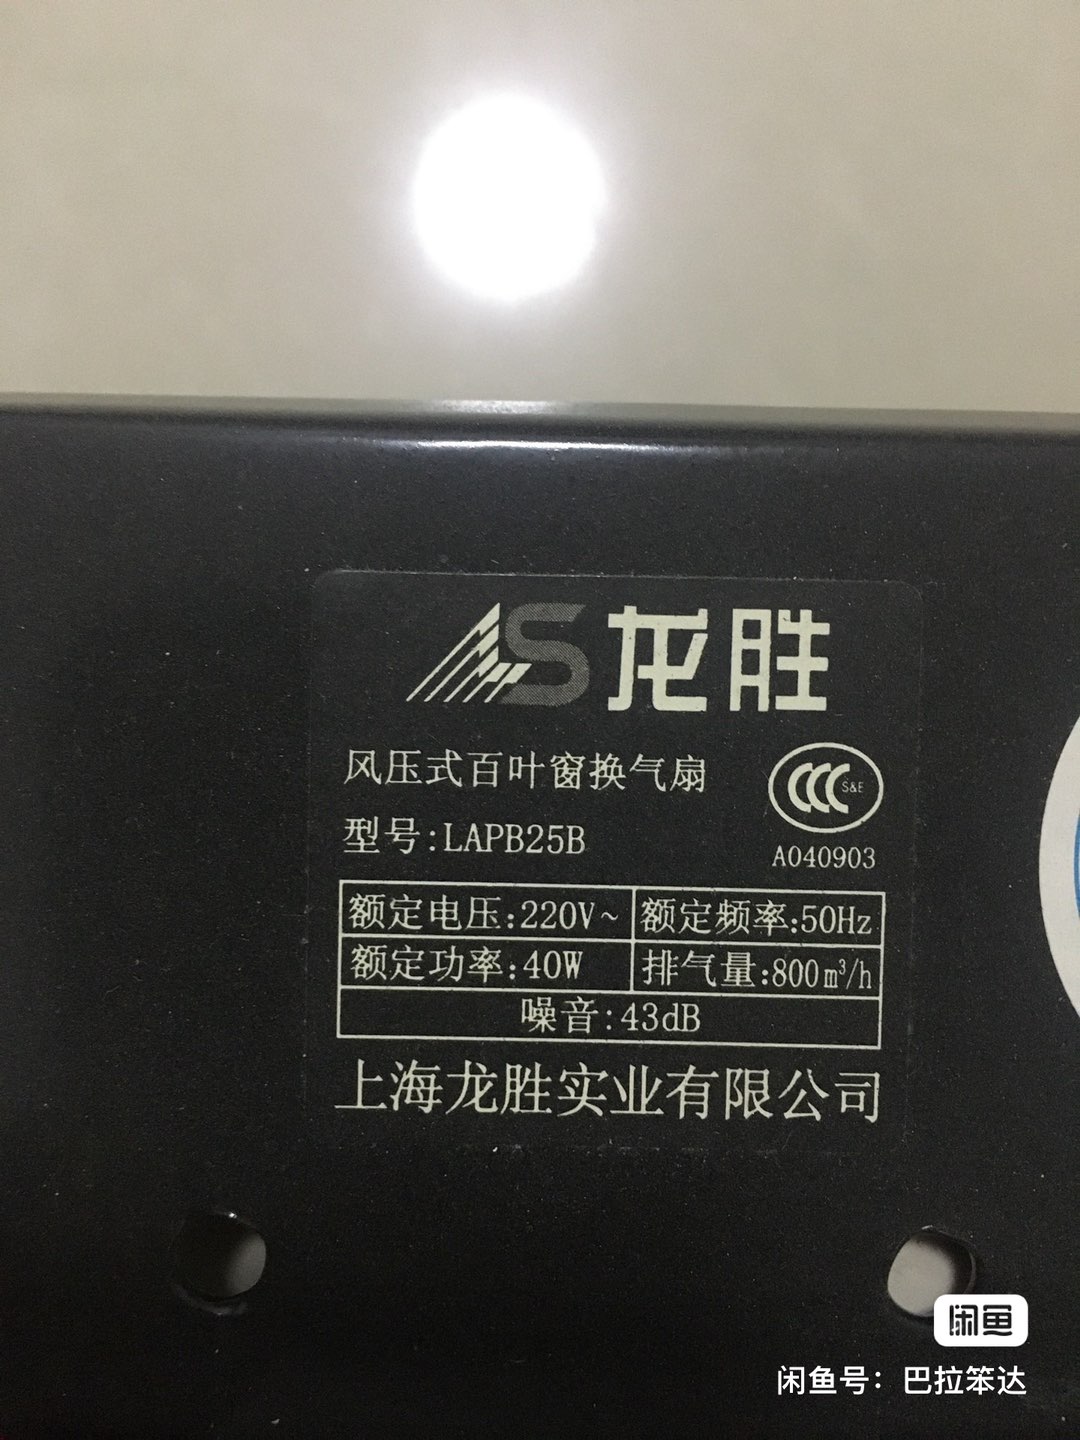 龙胜
风压式百叶窗换气扇
S&E
型号:LAPB25B
A040903
额定电压:220V~ 额定频率:50Hz
额定功率:40W 排气量:800m³/h
噪音:43dB
上海龙胜实业有限公司
闲鱼
闲鱼号：巴拉笨达